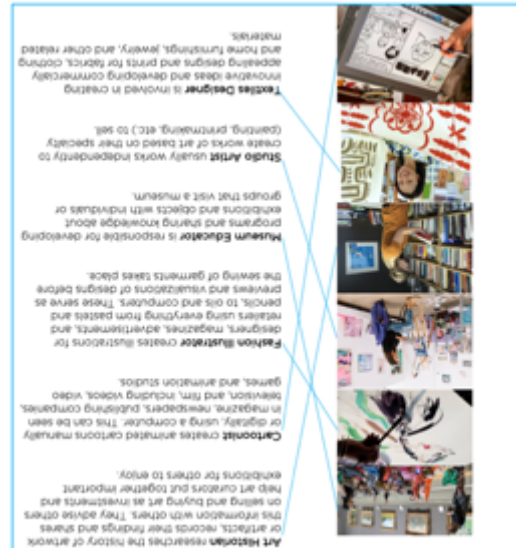 Art Historian researches the history of artwork
or artifacts, records their findings and shares
this information with others. They advise others
on selling and buying art as investments and
help art curators put together important
exhibitions for others to enjoy.
Cartoonist creates animated cartoons manually
or digitally, using a computer. This can be seen
in magazine, newspapers, publishing companies,
television, and film, including videos, video
games, and animation studios.
Fashion Illustrator creates illustrations for
designers, magazines, advertisements, and
retailers using everything from pastels and
pencils, to oils and computers. These serve as
previews and visualizations of designs before
the sewing of garments takes place.
Museum Educator is responsible for developing
programs and sharing knowledge about
exhibitions and objects with individuals or
groups that visit a museum.
Studio Artist usually works independently to
create works of art based on their specialty
(painting, printmaking, etc.) to sell.
Textiles Designer is involved in creating
innovative ideas and developing commercially
appealing designs and prints for fabrics, clothing
and home furnishings, jewelry, and other related
materials.